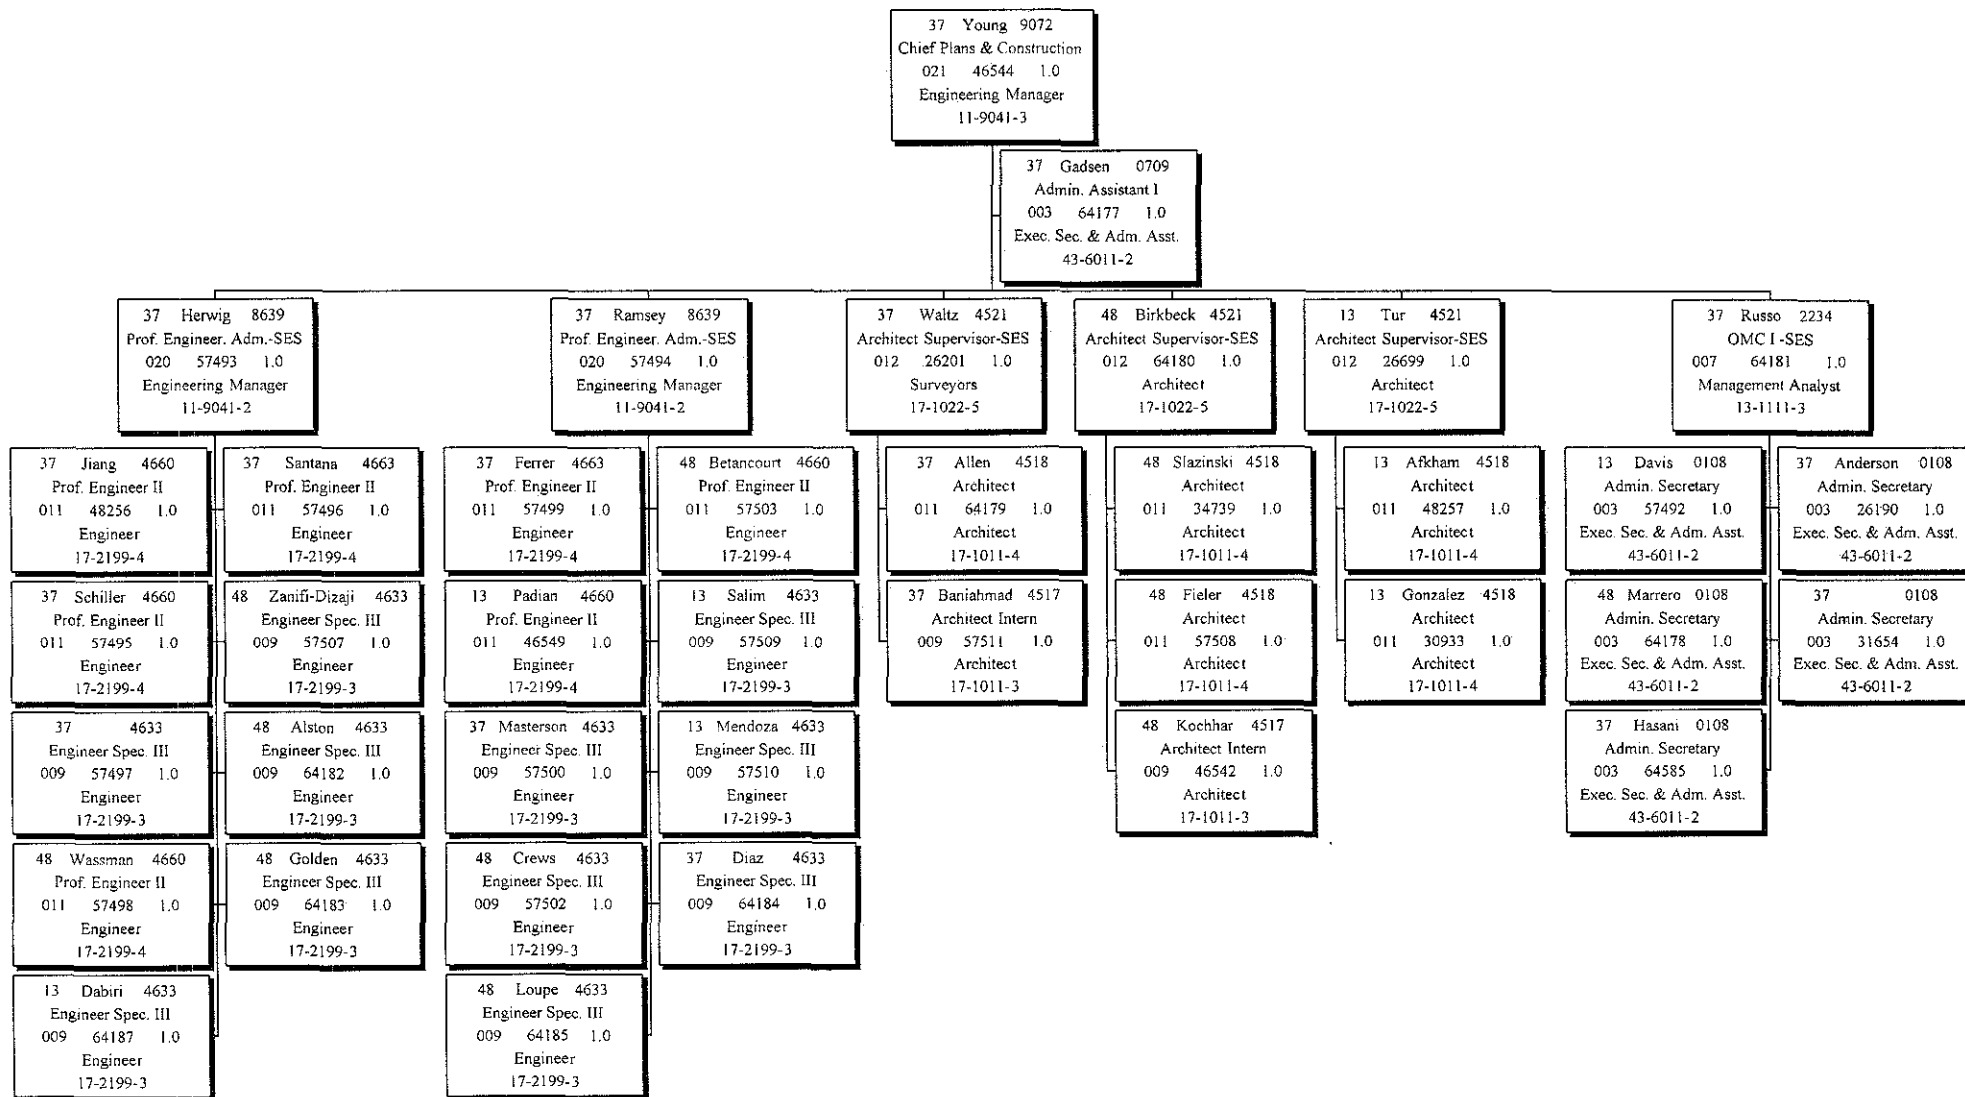 37 Young 9072
Chief Plans & Construction
021 46544 1.0
Engineering Manager
11-9041-3
37 Gadsen 0709
Admin. Assistant I
003 64177 1.0
Exec. Sec. & Adm. Asst.
43-6011-2
37 Herwig 8639
Prof. Engineer. Adm.-SES
020 57493 1.0
Engineering Manager
11-9041-2
37 Ramsey 8639
Prof. Engineer. Adm.-SES
020 57494 1.0
Engineering Manager
11-9041-2
37 Waltz 4521
Architect Supervisor-SES
012 26201 1.0
Surveyors
17-1022-5
48 Birkbeck 4521
Architect Supervisor-SES
012 64180 1.0
Architect
17-1022-5
13 Tur 4521
Architect Supervisor-SES
012 26699 1.0
Architect
17-1022-5
37 Russo 2234
OMC I -SES
007 64181 1.0
Management Analyst
13-1111-3
37 Jiang 4660
Prof. Engineer II
011 48256 1.0
Engineer
17-2199-4
37 Santana 4663
Prof. Engineer II
011 57496 1.0
Engineer
17-2199-4
37 Schiller 4660
Prof. Engineer II
011 57495 1.0
Engineer
17-2199-4
48 Zanifi-Dizaji 4633
Engineer Spec. III
009 57507 1.0
Engineer
17-2199-3
37 4633
Engineer Spec. III
009 57497 1.0
Engineer
17-2199-3
48 Alston 4633
Engineer Spec. III
009 64182 1.0
Engineer
17-2199-3
48 Wassman 4660
Prof. Engineer II
011 57498 1.0
Engineer
17-2199-4
48 Golden 4633
Engineer Spec. III
009 64183 1.0
Engineer
17-2199-3
13 Dabiri 4633
Engineer Spec. III
009 64187 1.0
Engineer
17-2199-3
37 Ferrer 4663
Prof. Engineer II
011 57499 1.0
Engineer
17-2199-4
48 Betancourt 4660
Prof. Engineer II
011 57503 1.0
Engineer
17-2199-4
13 Padian 4660
Prof. Engineer II
011 46549 1.0
Engineer
17-2199-4
13 Salim 4633
Engineer Spec. III
009 57509 1.0
Engineer
17-2199-3
37 Masterson 4633
Engineer Spec. III
009 57500 1.0
Engineer
17-2199-3
13 Mendoza 4633
Engineer Spec. III
009 57510 1.0
Engineer
17-2199-3
48 Crews 4633
Engineer Spec. III
009 57502 1.0
Engineer
17-2199-3
37 Diaz 4633
Engineer Spec. III
009 64184 1.0
Engineer
17-2199-3
48 Loupe 4633
Engineer Spec. III
009 64185 1.0
Engineer
17-2199-3
37 Allen 4518
Architect
011 64179 1.0
Architect
17-1011-4
37 Baniahmad 4517
Architect Intern
009 57511 1.0
Architect
17-1011-3
48 Slazinski 4518
Architect
011 34739 1.0
Architect
17-1011-4
48 Fieler 4518
Architect
011 57508 1.0
Architect
17-1011-4
48 Kochhar 4517
Architect Intern
009 46542 1.0
Architect
17-1011-3
13 Afkham 4518
Architect
011 48257 1.0
Architect
17-1011-4
13 Gonzalez 4518
Architect
011 30933 1.0
Architect
17-1011-4
13 Davis 0108
Admin. Secretary
003 57492 1.0
Exec. Sec. & Adm. Asst.
43-6011-2
37 Anderson 0108
Admin. Secretary
003 26190 1.0
Exec. Sec. & Adm. Asst.
43-6011-2
48 Marrero 0108
Admin. Secretary
003 64178 1.0
Exec. Sec. & Adm. Asst.
43-6011-2
37 0108
Admin. Secretary
003 31654 1.0
Exec. Sec. & Adm. Asst.
43-6011-2
37 Hasani 0108
Admin. Secretary
003 64585 1.0
Exec. Sec. & Adm. Asst.
43-6011-2